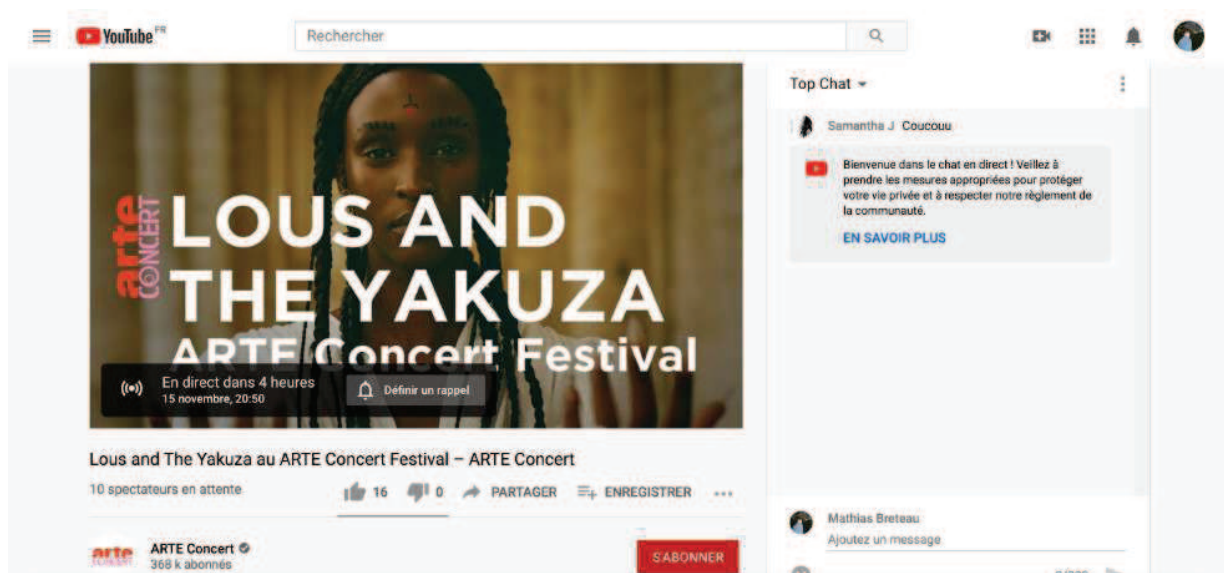 YouTube FR
Rechercher
arte
CONCERT
LOUS AND
THE YAKUZA
ARTE Concert Festival
En direct dans 4 heures
15 novembre, 20:50
Définir un rappel
Lous and The Yakuza au ARTE Concert Festival – ARTE Concert
10 spectateurs en attente
16
0
PARTAGER
ENREGISTRER
arte
CONCERT
ARTE Concert
368 k abonnés
S'ABONNER
Top Chat
Samantha J Coucouu
Bienvenue dans le chat en direct ! Veillez à
prendre les mesures appropriées pour protéger
votre vie privée et à respecter notre règlement de
la communauté.
EN SAVOIR PLUS
Mathias Breteau
Ajoutez un message